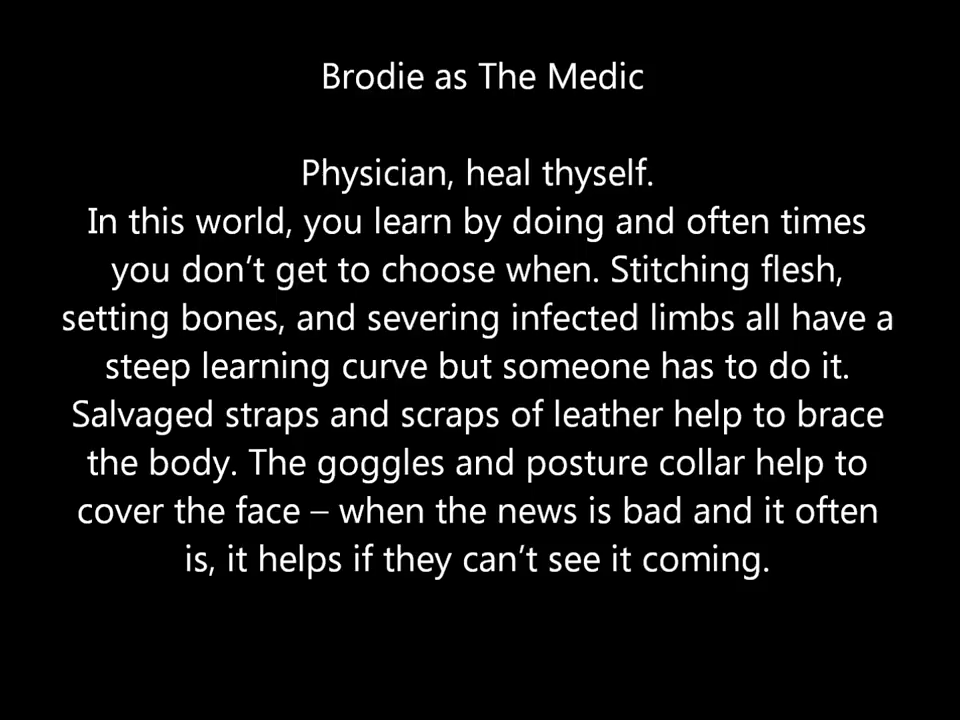 Brodie as The Medic
Physician, heal thyself.
In this world, you learn by doing and often times
you don’t get to choose when. Stitching flesh,
setting bones, and severing infected limbs all have a
steep learning curve but someone has to do it.
Salvaged straps and scraps of leather help to brace
the body. The goggles and posture collar help to
cover the face – when the news is bad and it often
is, it helps if they can’t see it coming.